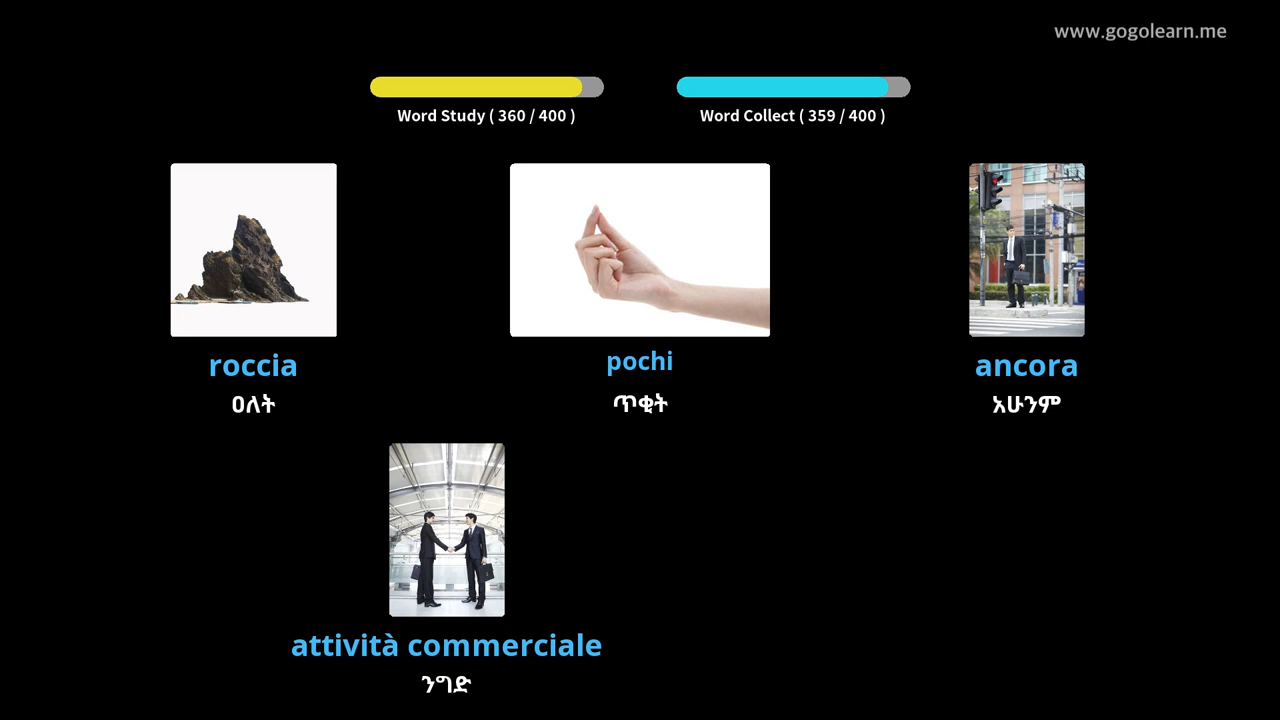 www.gogolearn.me
Word Study ( 360 / 400 )
Word Collect ( 359 / 400 )
roccia
ዐለት
pochi
ጥቂት
ancora
አሁንም
attività commerciale
ንግድ